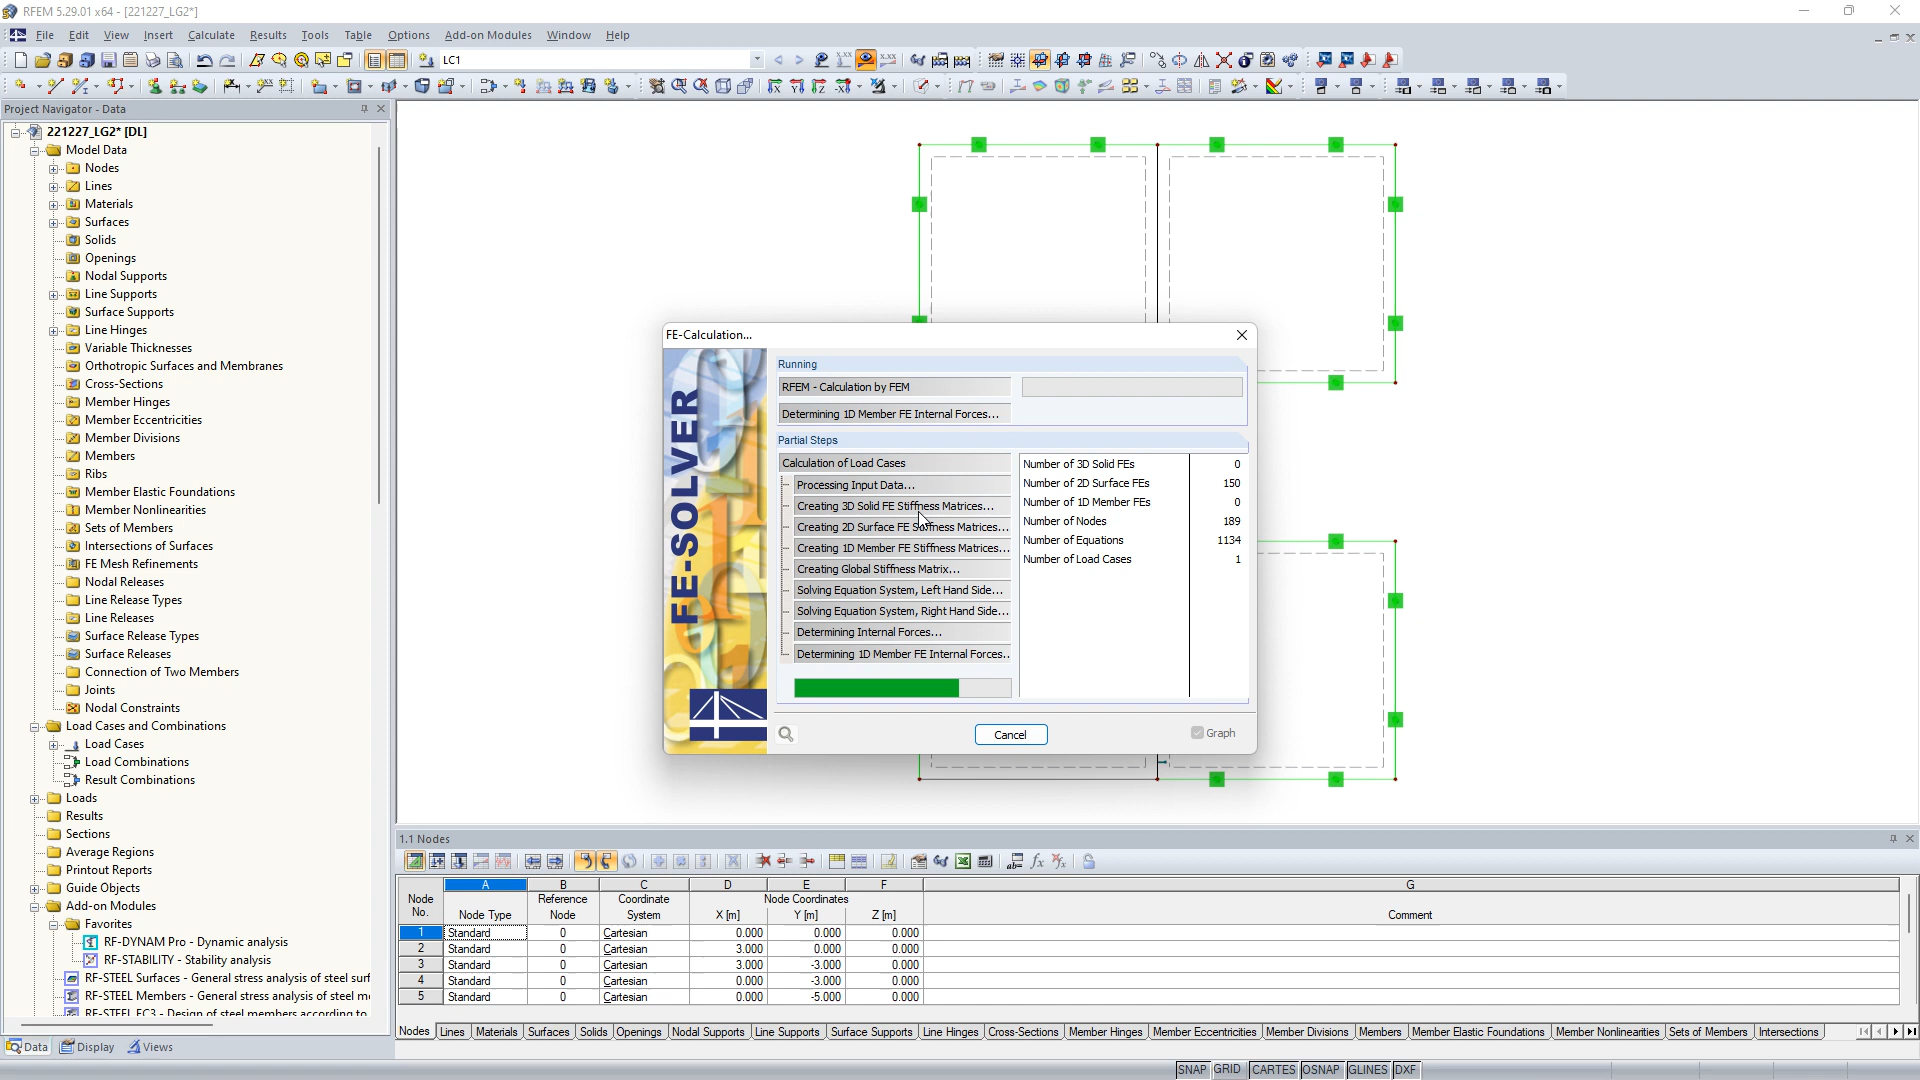 RFEM 5.29.01 x64 - [221227_LG2*]
File Edit View Insert Calculate Results Tools Table Options Add-on Modules Window Help
LC1
Project Navigator - Data
221227_LG2* [DL]
Model Data
Nodes
Lines
Materials
Surfaces
Solids
Openings
Nodal Supports
Line Supports
Surface Supports
Line Hinges
Variable Thicknesses
Orthotropic Surfaces and Membranes
Cross-Sections
Member Hinges
Member Eccentricities
Member Divisions
Members
Ribs
Member Elastic Foundations
Member Nonlinearities
Sets of Members
Intersections of Surfaces
FE Mesh Refinements
Nodal Releases
Line Release Types
Line Releases
Surface Release Types
Surface Releases
Connection of Two Members
Joints
Nodal Constraints
Load Cases and Combinations
Load Cases
Load Combinations
Result Combinations
Loads
Results
Sections
Average Regions
Printout Reports
Guide Objects
Add-on Modules
Favorites
RF-DYNAM Pro - Dynamic analysis
RF-STABILITY - Stability analysis
RF-STEEL Surfaces - General stress analysis of steel surf
RF-STEEL Members - General stress analysis of steel m
RF-STEEL EC3 - Design of steel members according to
Data Display Views
FE-Calculation...
FE-SOLVER
Running
RFEM - Calculation by FEM
Determining 1D Member FE Internal Forces...
Partial Steps
Calculation of Load Cases
Processing Input Data...
Creating 3D Solid FE Stiffness Matrices...
Creating 2D Surface FE Stiffness Matrices...
Creating 1D Member FE Stiffness Matrices...
Creating Global Stiffness Matrix...
Solving Equation System, Left Hand Side...
Solving Equation System, Right Hand Side...
Determining Internal Forces...
Determining 1D Member FE Internal Forces..
Number of 3D Solid FEs 0
Number of 2D Surface FEs 150
Number of 1D Member FEs 0
Number of Nodes 189
Number of Equations 1134
Number of Load Cases 1
Cancel
Graph
1.1 Nodes
A B C D E F G
Node Reference Coordinate Node Coordinates
No. Node Type Node System X [m] Y [m] Z [m] Comment
1 Standard 0 Cartesian 0.000 0.000 0.000
2 Standard 0 Cartesian 3.000 0.000 0.000
3 Standard 0 Cartesian 3.000 -3.000 0.000
4 Standard 0 Cartesian 0.000 -3.000 0.000
5 Standard 0 Cartesian 0.000 -5.000 0.000
Nodes Lines Materials Surfaces Solids Openings Nodal Supports Line Supports Surface Supports Line Hinges Cross-Sections Member Hinges Member Eccentricities Member Divisions Members Member Elastic Foundations Member Nonlinearities Sets of Members Intersections
SNAP GRID CARTES OSNAP GLINES DXF